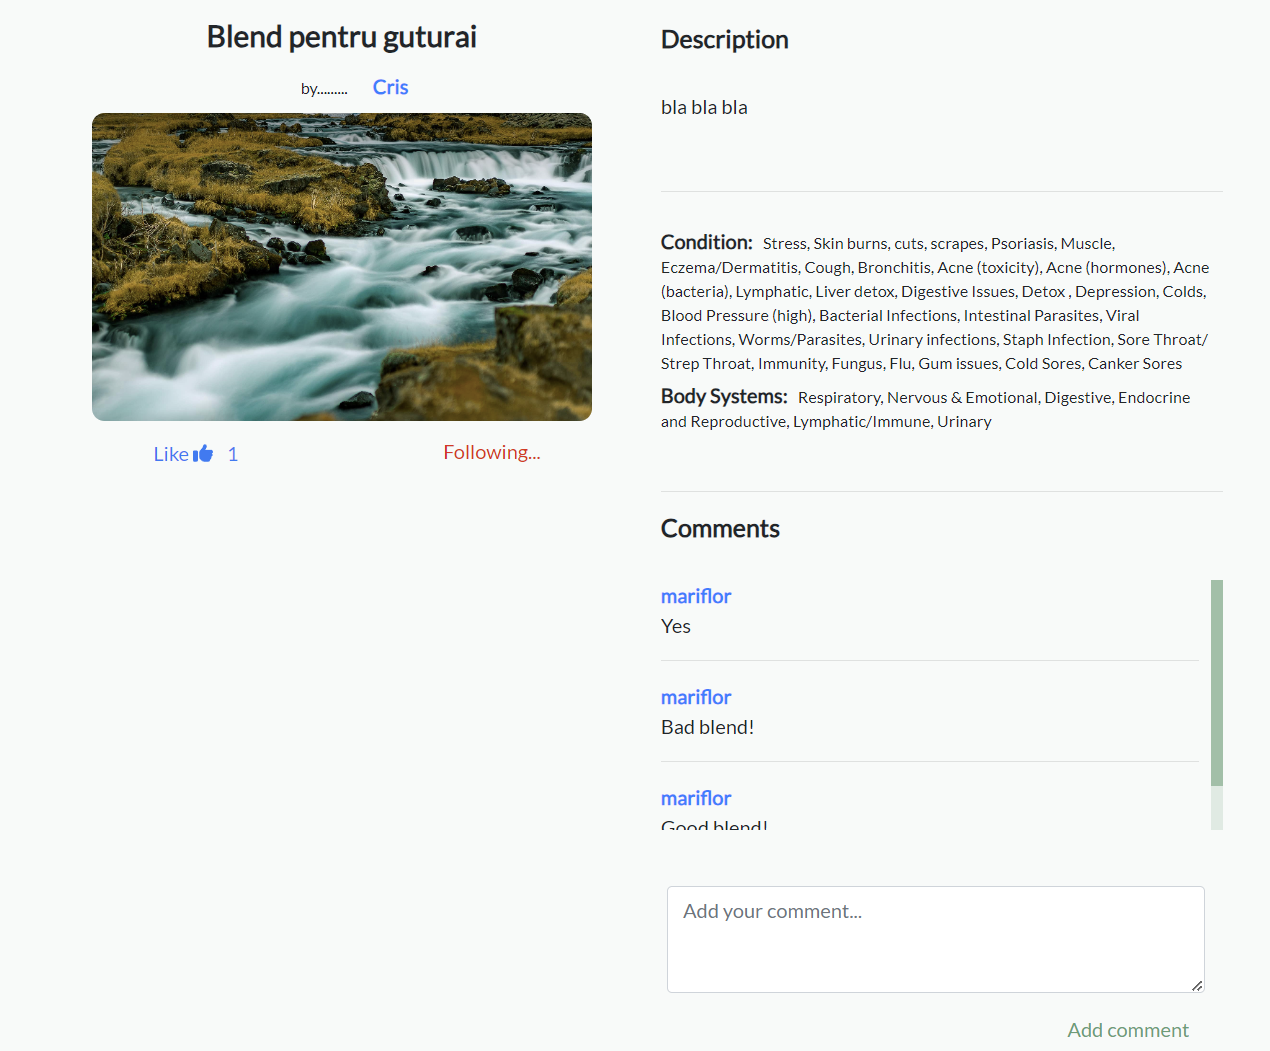 Blend pentru guturai
by......... Cris
Like 1
Following...
Description
bla bla bla
Condition: Stress, Skin burns, cuts, scrapes, Psoriasis, Muscle,
Eczema/Dermatitis, Cough, Bronchitis, Acne (toxicity), Acne (hormones), Acne
(bacteria), Lymphatic, Liver detox, Digestive Issues, Detox , Depression, Colds,
Blood Pressure (high), Bacterial Infections, Intestinal Parasites, Viral
Infections, Worms/Parasites, Urinary infections, Staph Infection, Sore Throat/
Strep Throat, Immunity, Fungus, Flu, Gum issues, Cold Sores, Canker Sores
Body Systems: Respiratory, Nervous & Emotional, Digestive, Endocrine
and Reproductive, Lymphatic/Immune, Urinary
Comments
mariflor
Yes
mariflor
Bad blend!
mariflor
Good blend!
Add your comment...
Add comment